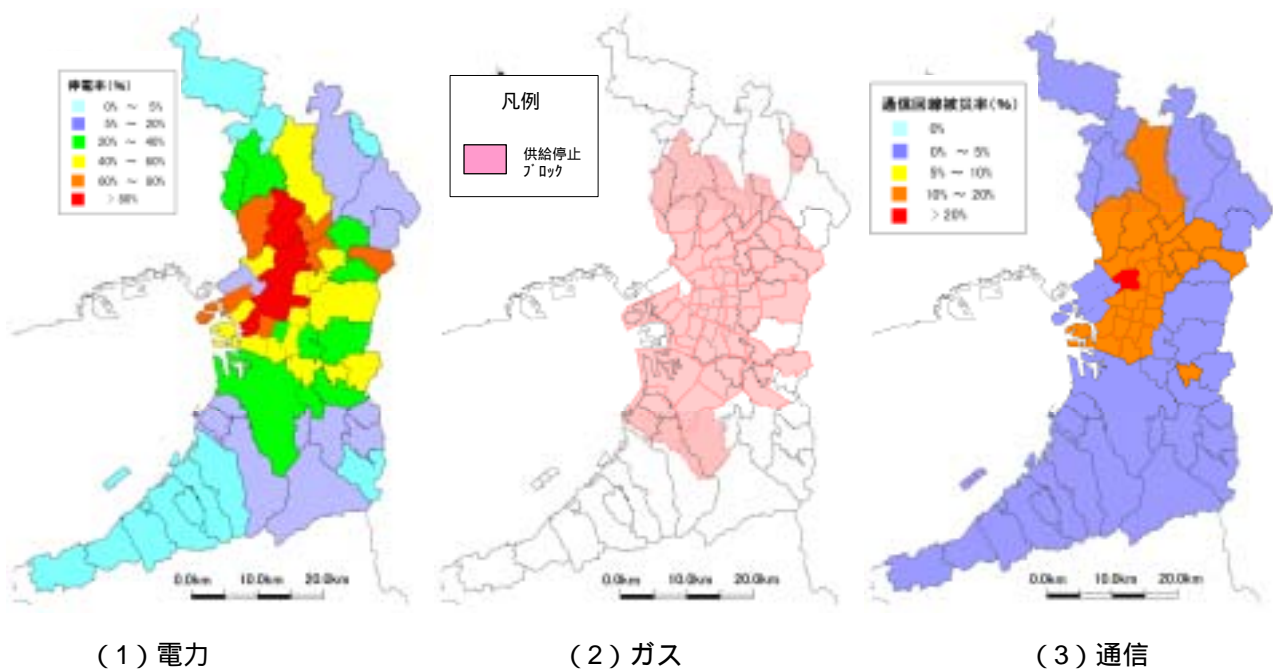 停電率(%)
0% ～ 5%
5% ～ 20%
20% ～ 40%
40% ～ 60%
60% ～ 80%
> 80%
0.0km 10.0km 20.0km
(1)電力
凡例
供給停止
ブロック
0.0km 10.0km 20.0km
(2)ガス
通信回線被災率(%)
0%
0% ～ 5%
5% ～ 10%
10% ～ 20%
> 20%
0.0km 10.0km 20.0km
(3)通信